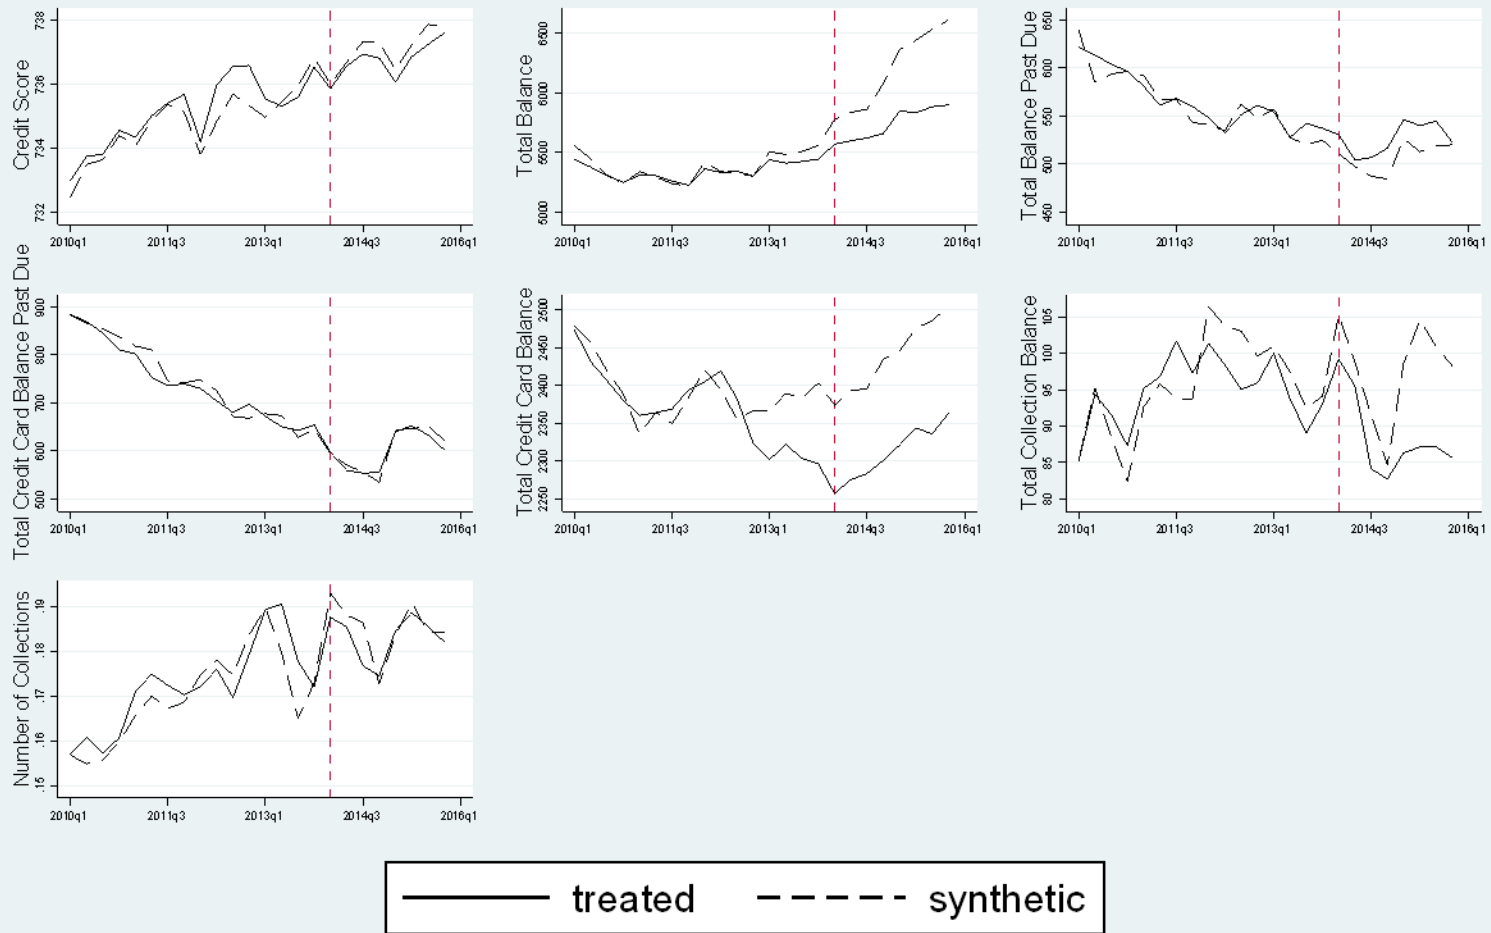 Credit Score
738
736
734
732
2010q1 2011q3 2013q1 2014q3 2016q1
Total Balance
6500
6000
5500
5000
2010q1 2011q3 2013q1 2014q3 2016q1
Total Balance Past Due
650
600
550
500
450
2010q1 2011q3 2013q1 2014q3 2016q1
Total Credit Card Balance Past Due
900
800
700
600
500
2010q1 2011q3 2013q1 2014q3 2016q1
Total Credit Card Balance
2500
2450
2400
2350
2300
2250
2010q1 2011q3 2013q1 2014q3 2016q1
Total Collection Balance
105
100
95
90
85
80
2010q1 2011q3 2013q1 2014q3 2016q1
Number of Collections
.19
.18
.17
.16
.15
2010q1 2011q3 2013q1 2014q3 2016q1
treated synthetic